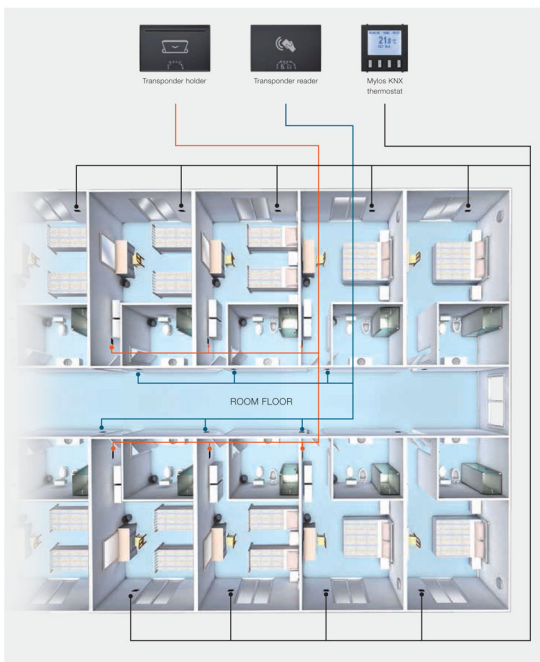 Transponder holder
Transponder reader
Mylos KNX
thermostat
ROOM FLOOR